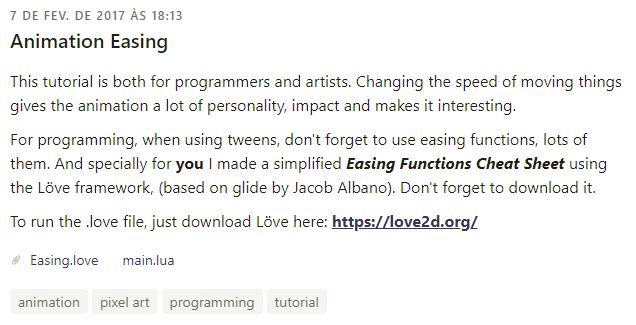 7 DE FEV. DE 2017 ÀS 18:13
Animation Easing
This tutorial is both for programmers and artists. Changing the speed of moving things
gives the animation a lot of personality, impact and makes it interesting.
For programming, when using tweens, don't forget to use easing functions, lots of
them. And specially for you I made a simplified Easing Functions Cheat Sheet using
the Löve framework, (based on glide by Jacob Albano). Don't forget to download it.
To run the .love file, just download Löve here: https://love2d.org/
Easing.love main.lua
animation pixel art programming tutorial